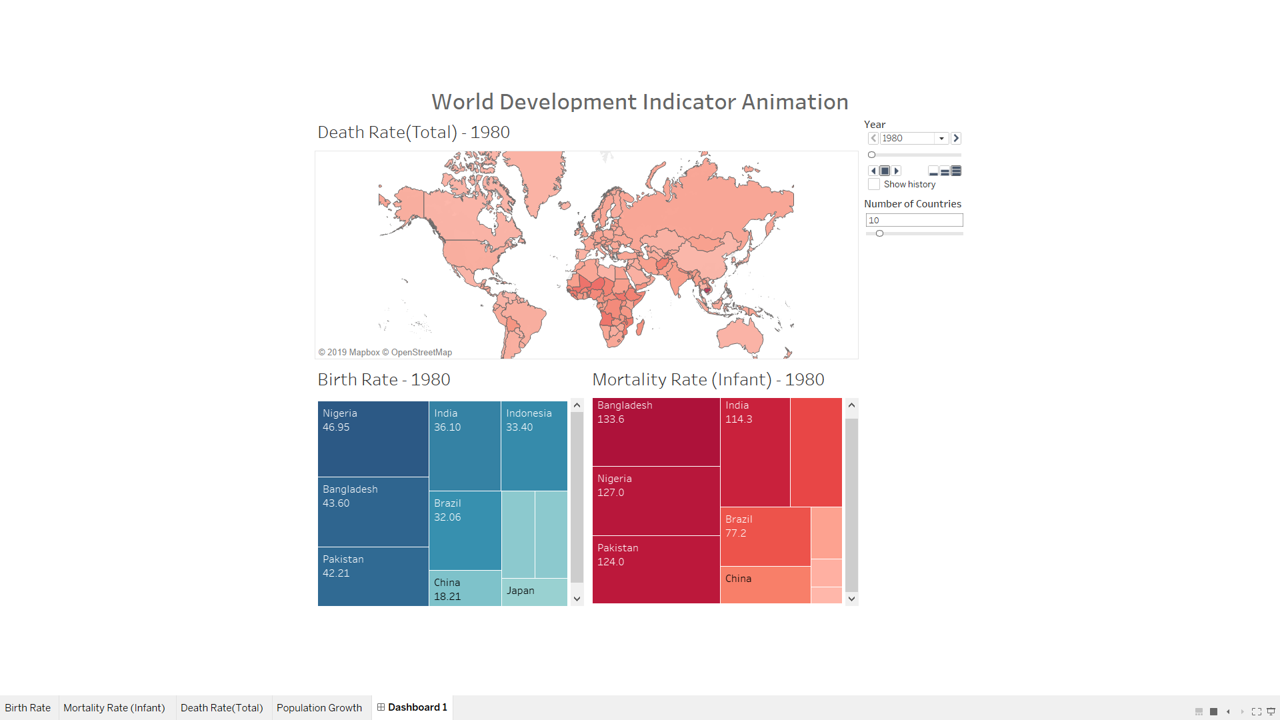 World Development Indicator Animation
Death Rate(Total) - 1980
Year
1980
Show history
Number of Countries
10
© 2019 Mapbox © OpenStreetMap
Birth Rate - 1980
Nigeria
46.95
Bangladesh
43.60
Pakistan
42.21
India
36.10
Indonesia
33.40
Brazil
32.06
China
18.21
Japan
Mortality Rate (Infant) - 1980
Bangladesh
133.6
Nigeria
127.0
Pakistan
124.0
India
114.3
Brazil
77.2
China
Birth Rate
Mortality Rate (Infant)
Death Rate(Total)
Population Growth
Dashboard 1